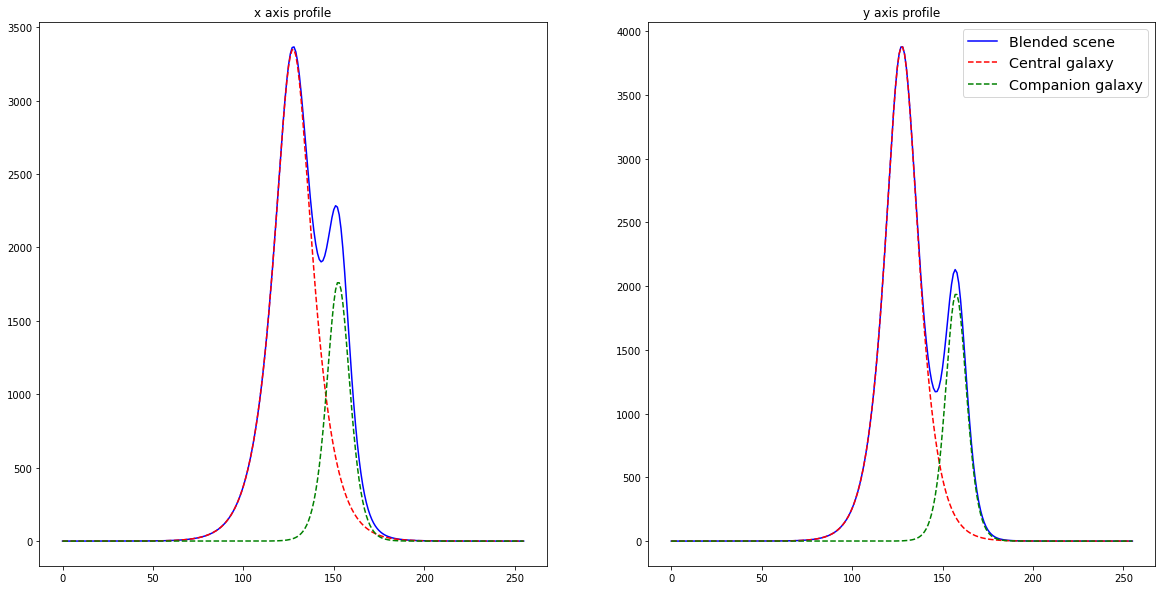 x axis profile
3500
3000
2500
2000
1500
1000
500
0
0 50 100 150 200 250
y axis profile
4000
3500
3000
2500
2000
1500
1000
500
0
0 50 100 150 200 250
Blended scene
Central galaxy
Companion galaxy